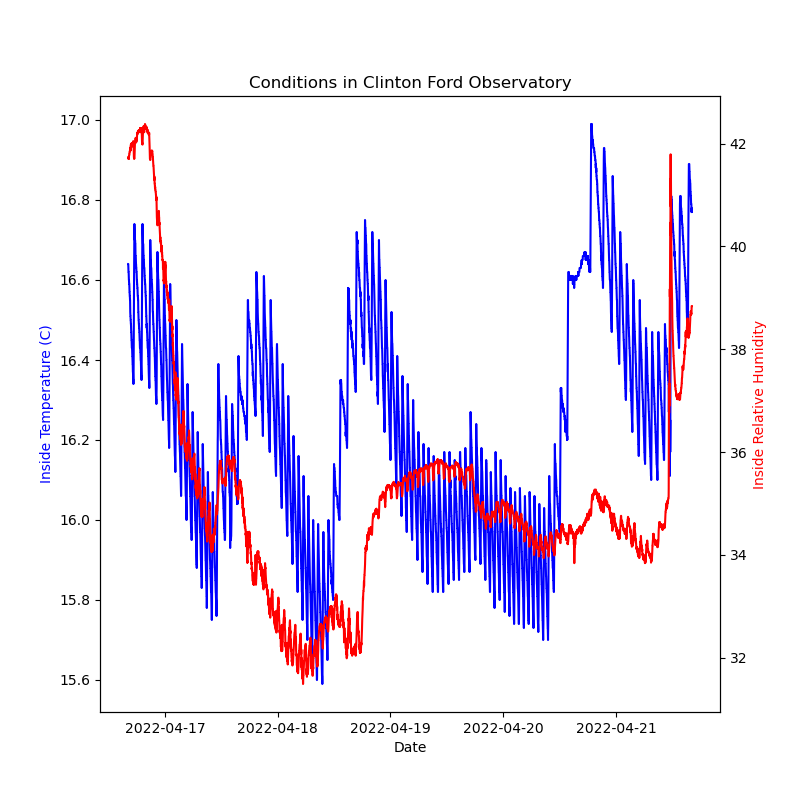 Conditions in Clinton Ford Observatory
17.0
16.8
16.6
16.4
16.2
16.0
15.8
15.6
Inside Temperature (C)
42
40
38
36
34
32
Inside Relative Humidity
2022-04-17 2022-04-18 2022-04-19 2022-04-20 2022-04-21
Date